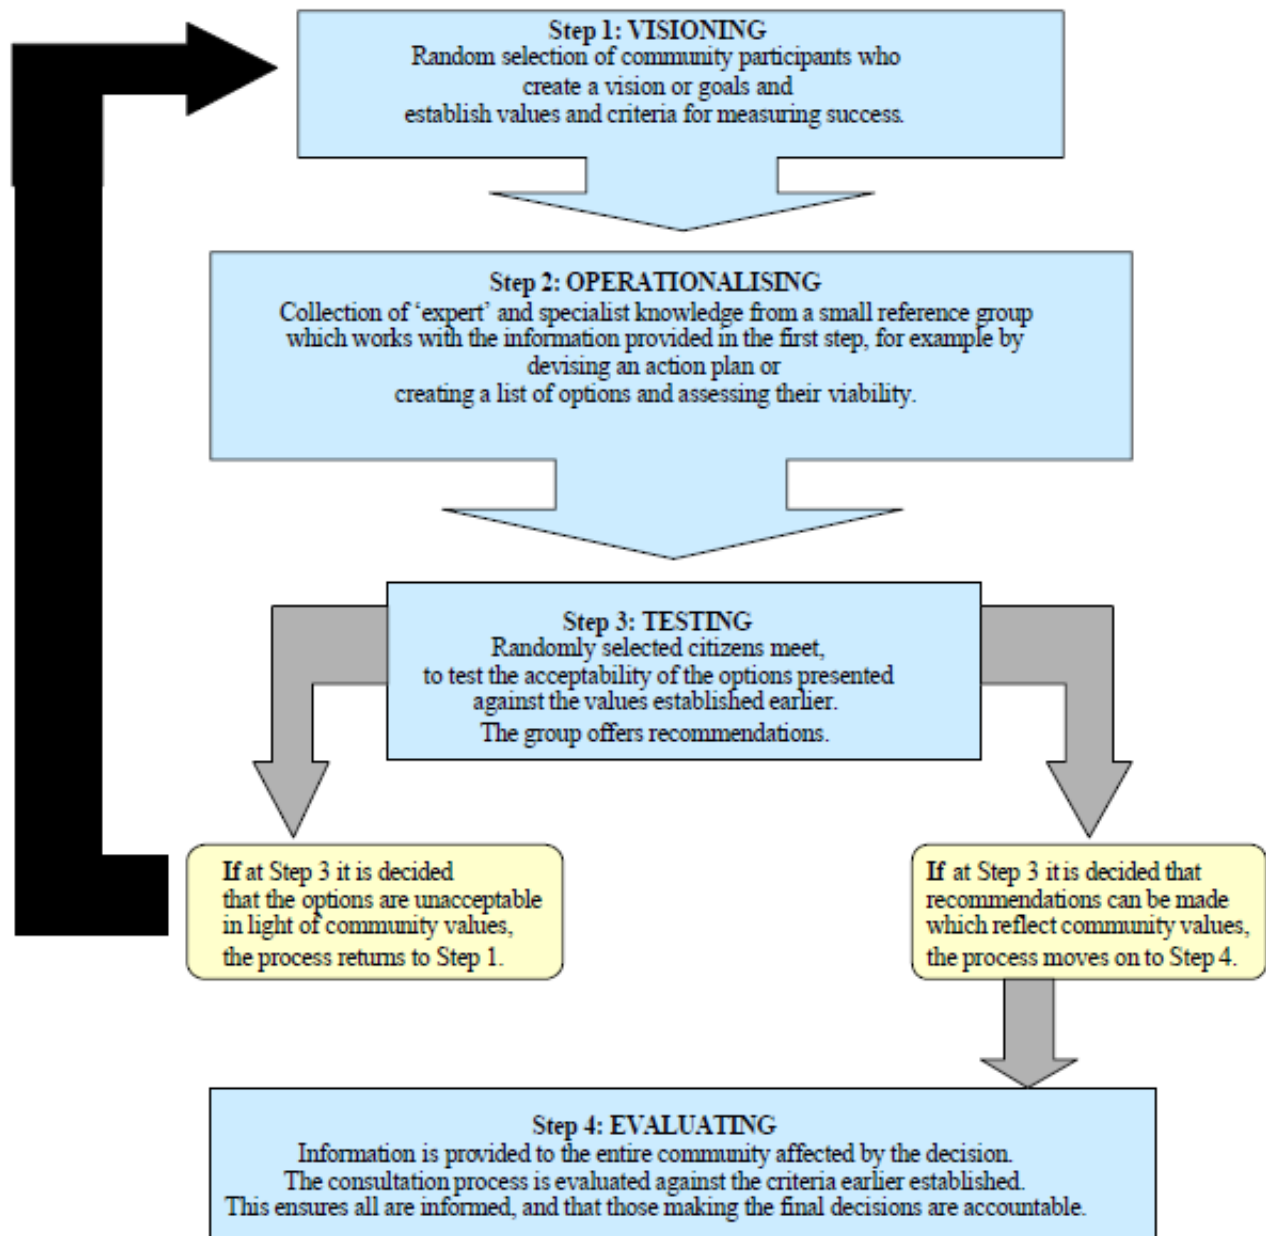 Step 1: VISIONING
Random selection of community participants who
create a vision or goals and
establish values and criteria for measuring success.
Step 2: OPERATIONALISING
Collection of ‘expert’ and specialist knowledge from a small reference group
which works with the information provided in the first step, for example by
devising an action plan or
creating a list of options and assessing their viability.
Step 3: TESTING
Randomly selected citizens meet,
to test the acceptability of the options presented
against the values established earlier.
The group offers recommendations.
If at Step 3 it is decided
that the options are unacceptable
in light of community values,
the process returns to Step 1.
If at Step 3 it is decided that
recommendations can be made
which reflect community values,
the process moves on to Step 4.
Step 4: EVALUATING
Information is provided to the entire community affected by the decision.
The consultation process is evaluated against the criteria earlier established.
This ensures all are informed, and that those making the final decisions are accountable.